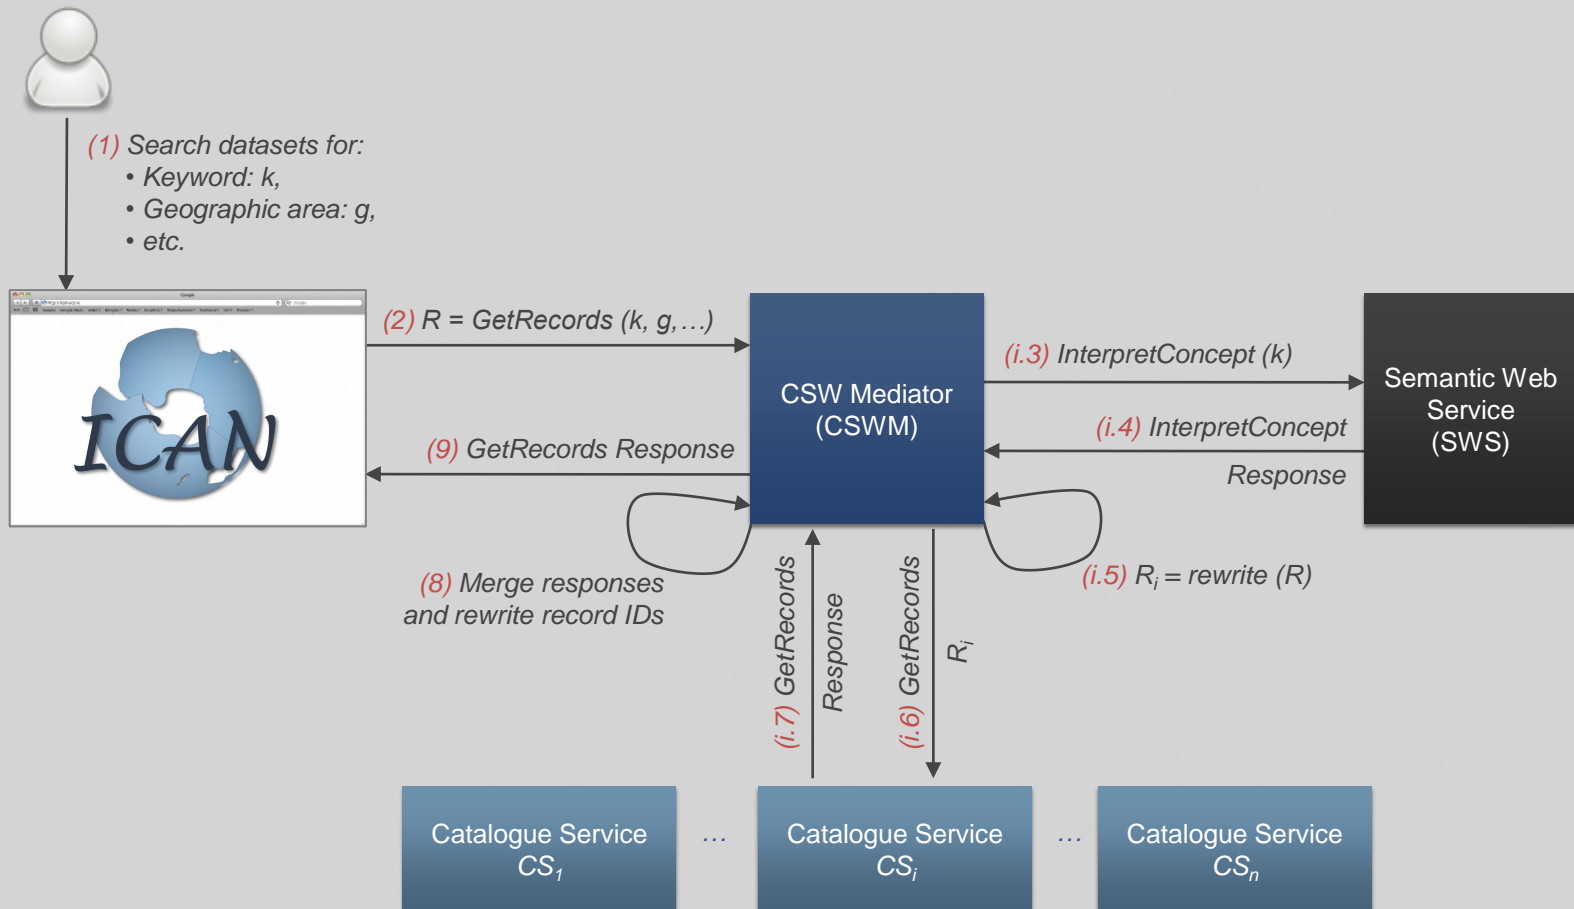 (1) Search datasets for:
• Keyword: k,
• Geographic area: g,
• etc.
Google
ICAN
(2) R = GetRecords (k, g,…)
(9) GetRecords Response
CSW Mediator
(CSWM)
(i.3) InterpretConcept (k)
(i.4) InterpretConcept
Response
Semantic Web
Service
(SWS)
(8) Merge responses
and rewrite record IDs
(i.5) Ri = rewrite (R)
(i.7) GetRecords
Response
(i.6) GetRecords
Ri
Catalogue Service
CS1
…
Catalogue Service
CSi
…
Catalogue Service
CSn